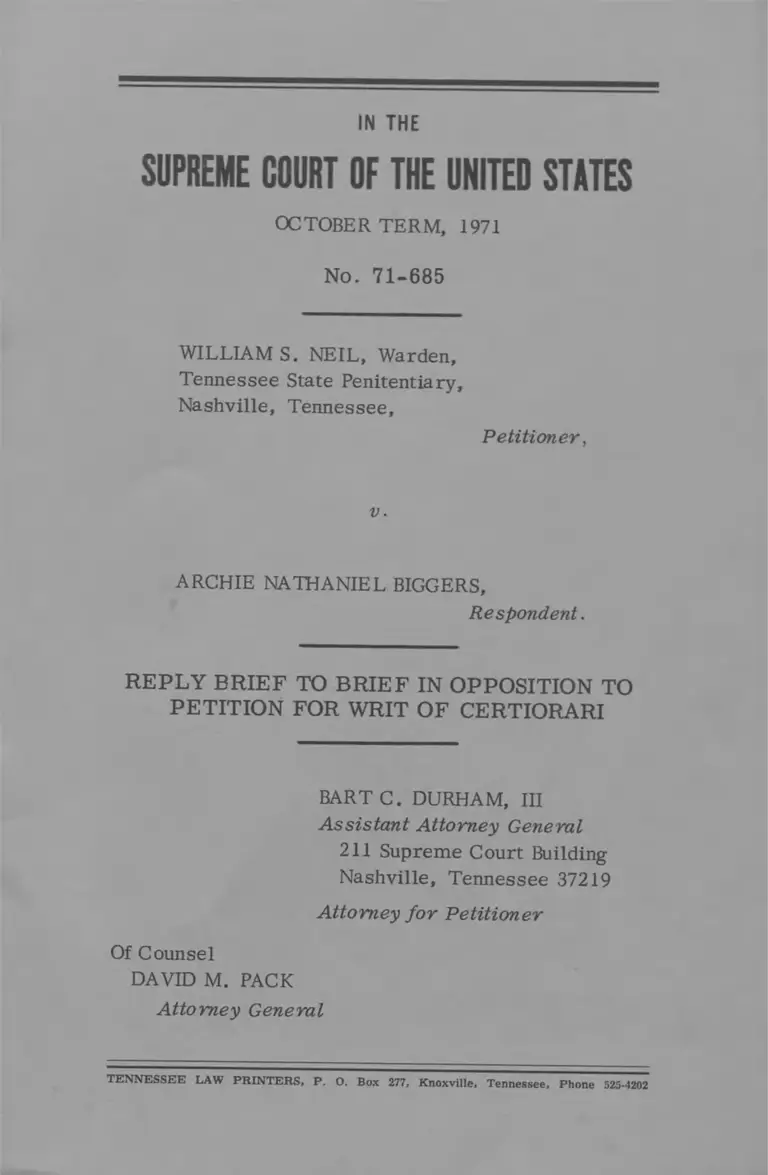 IN THE
SUPREME COURT OF THE UNITED STATES
OCTOBER TERM, 1971
No. 71-685
WILLIAM S. NEIL, Warden,
Tennessee State Penitentiary,
Nashville, Tennessee,
Petitioner,
v.
ARCHIE NATHANIEL BIGGERS,
Respondent.
REPLY BRIEF TO BRIEF IN OPPOSITION TO
PETITION FOR WRIT OF CERTIORARI
BART C. DURHAM, III
Assistant Attorney General
211 Supreme Court Building
Nashville, Tennessee 37219
Attorney for Petitioner
Of Counsel
DAVID M. PACK
Attorney General
TENNESSEE LAW PRINTERS, P. O. Box 277, Knoxville, Tennessee, Phone 525-4202